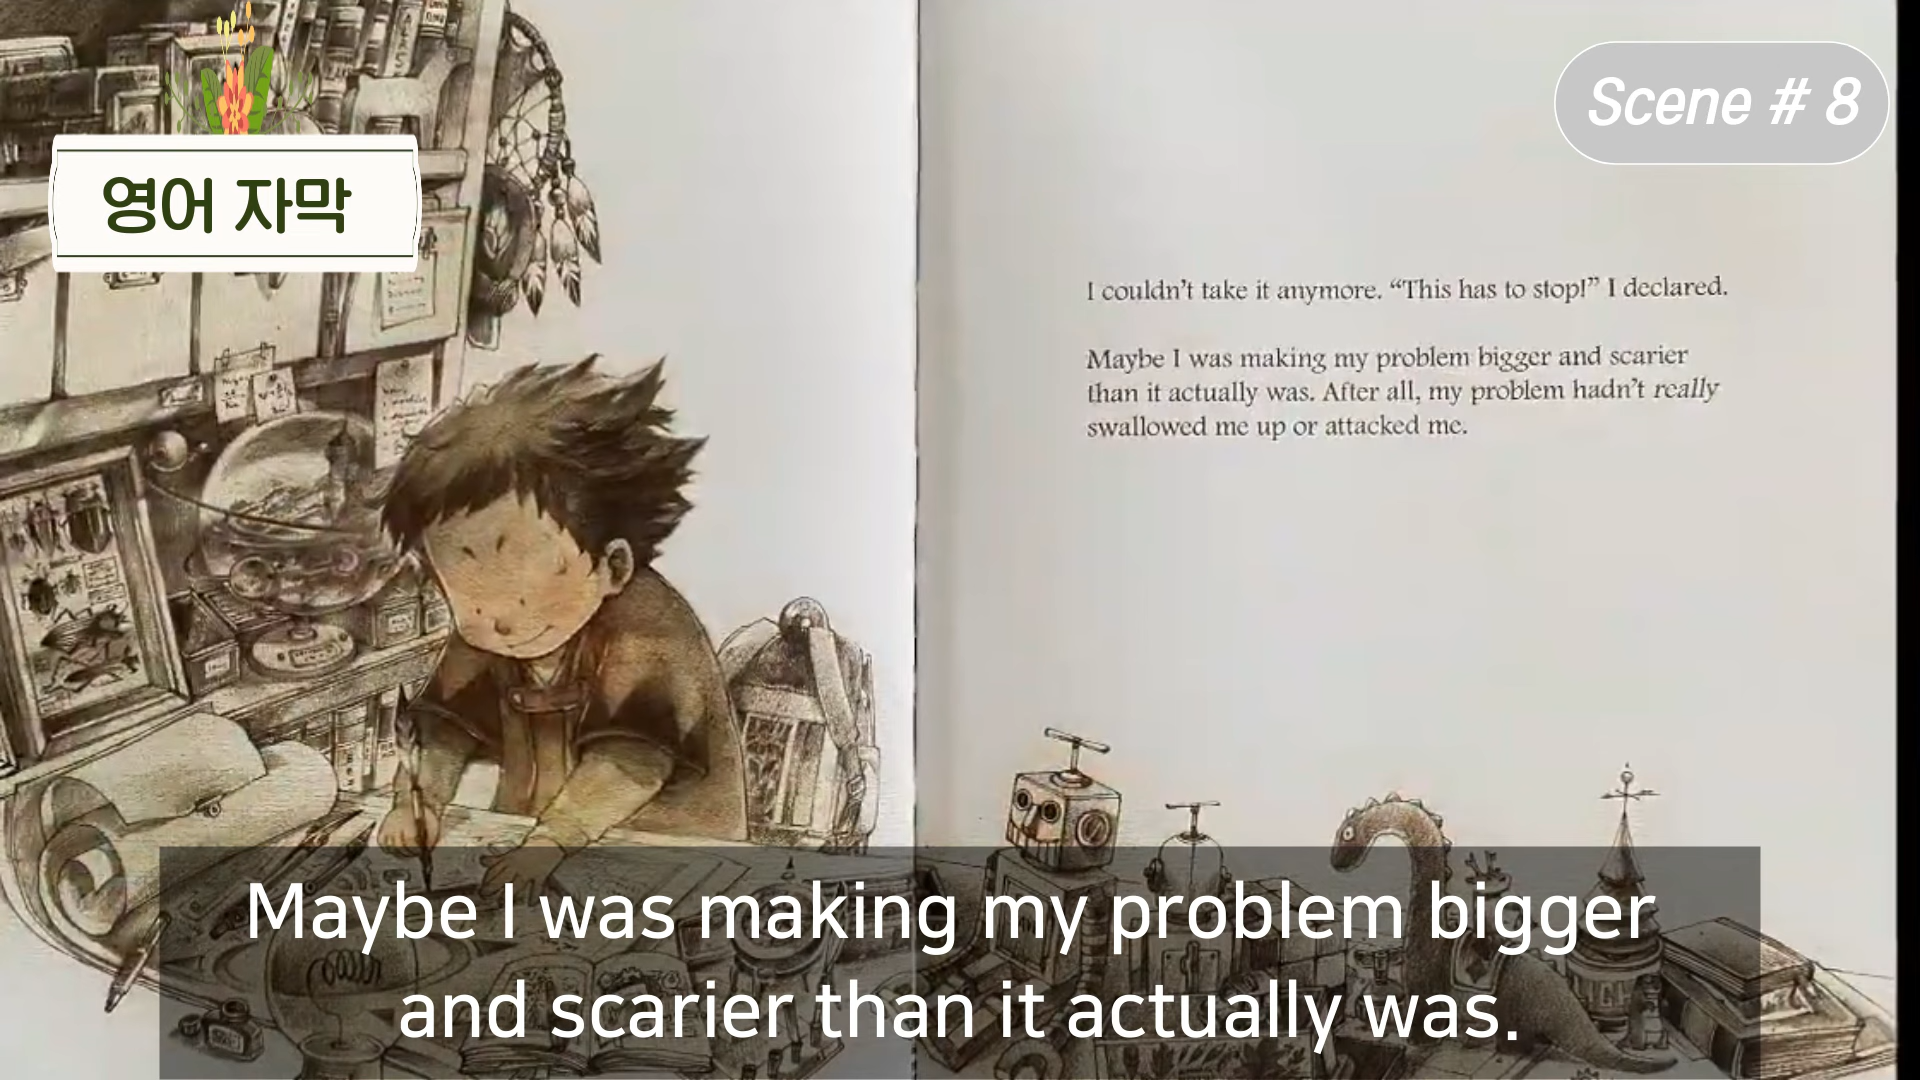 영어 자막
Scene # 8
I couldn't take it anymore. “This has to stop!” I declared.
Maybe I was making my problem bigger and scarier
than it actually was. After all, my problem hadn't really
swallowed me up or attacked me.
Maybe I was making my problem bigger
and scarier than it actually was.